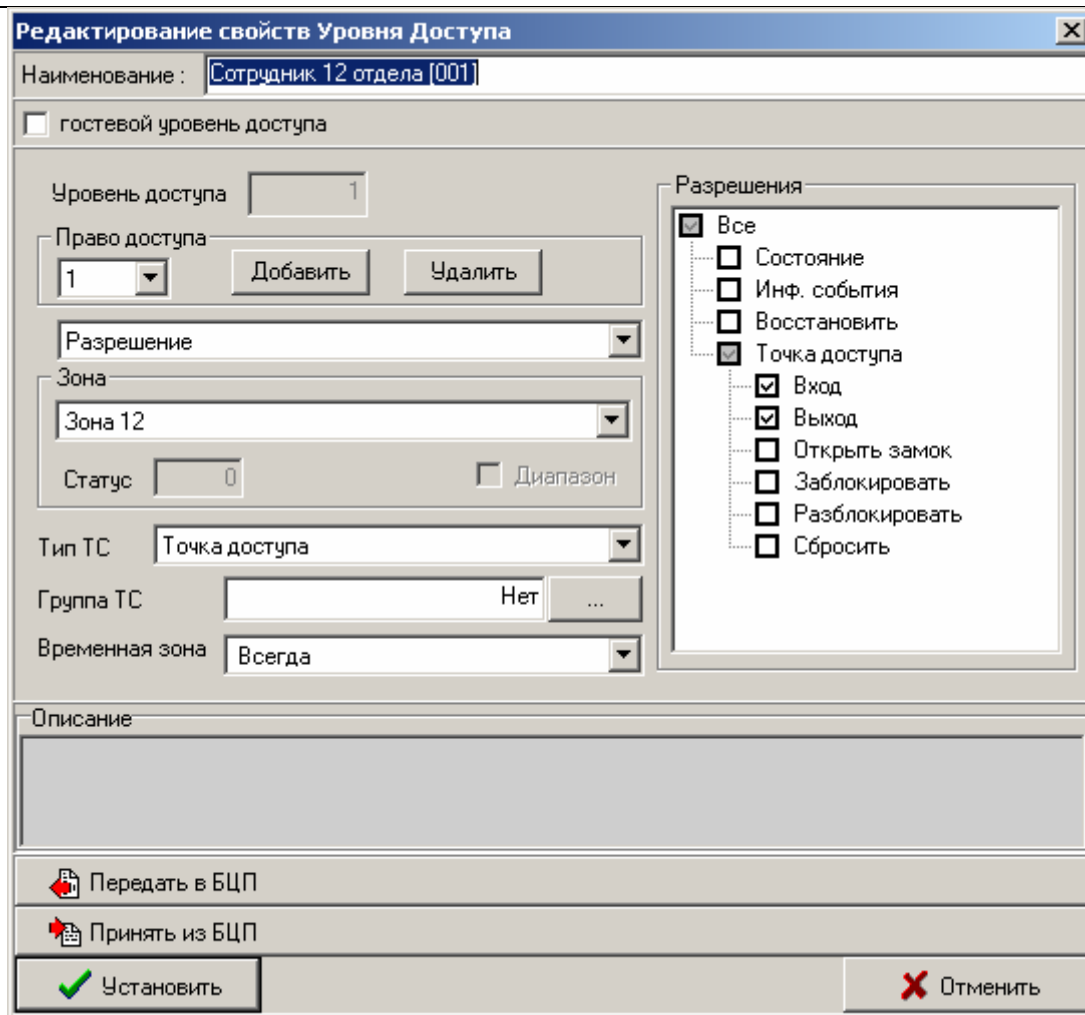 Редактирование свойств Уровня Доступа
Наименование : Сотрудник 12 отдела [001]
гостевой уровень доступа
Уровень доступа 1
Право доступа
1 Добавить Удалить
Разрешение
Зона
Зона 12
Статус 0 Диапазон
Тип ТС Точка доступа
Группа ТС Нет ...
Временная зона Всегда
Разрешения
Все
Состояние
Инф. события
Восстановить
Точка доступа
Вход
Выход
Открыть замок
Заблокировать
Разблокировать
Сбросить
Описание
Передать в БЦП
Принять из БЦП
Установить Отменить